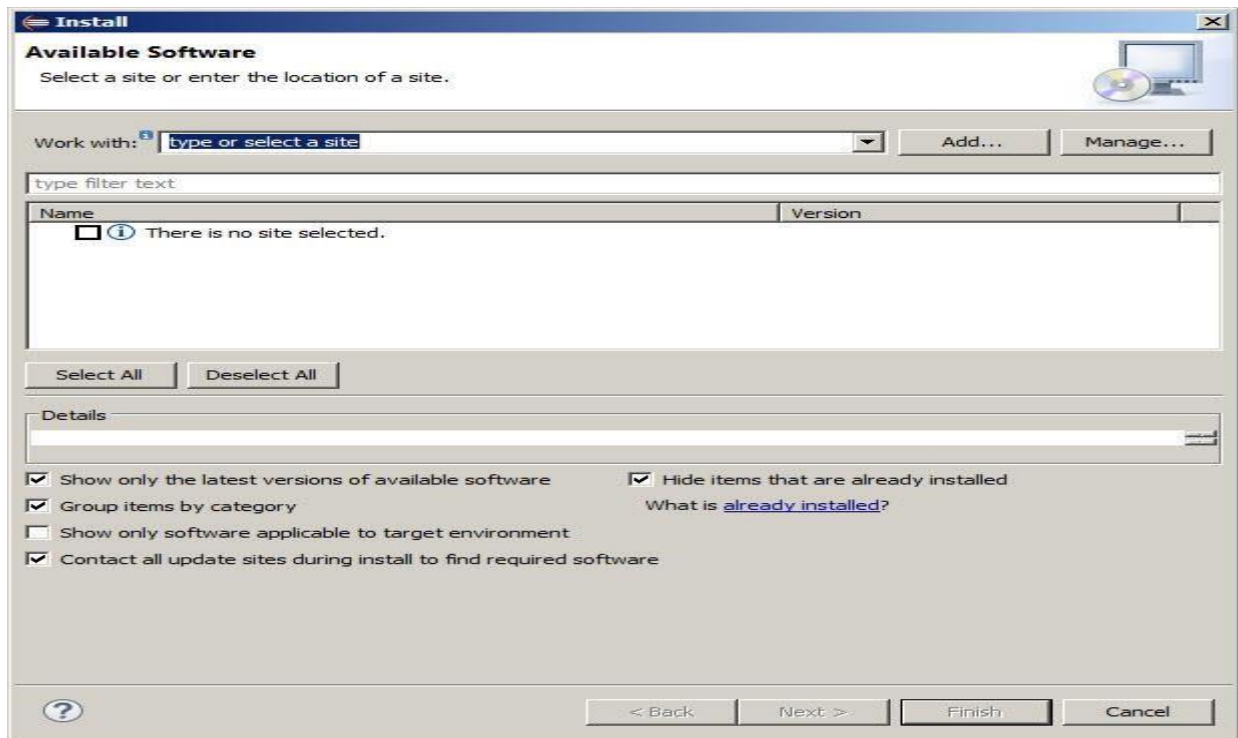 Install
Available Software
Select a site or enter the location of a site.
Work with: type or select a site Add... Manage...
type filter text
Name Version
There is no site selected.
Select All Deselect All
Details
Show only the latest versions of available software Hide items that are already installed
Group items by category What is already installed?
Show only software applicable to target environment
Contact all update sites during install to find required software
? < Back Next > Finish Cancel